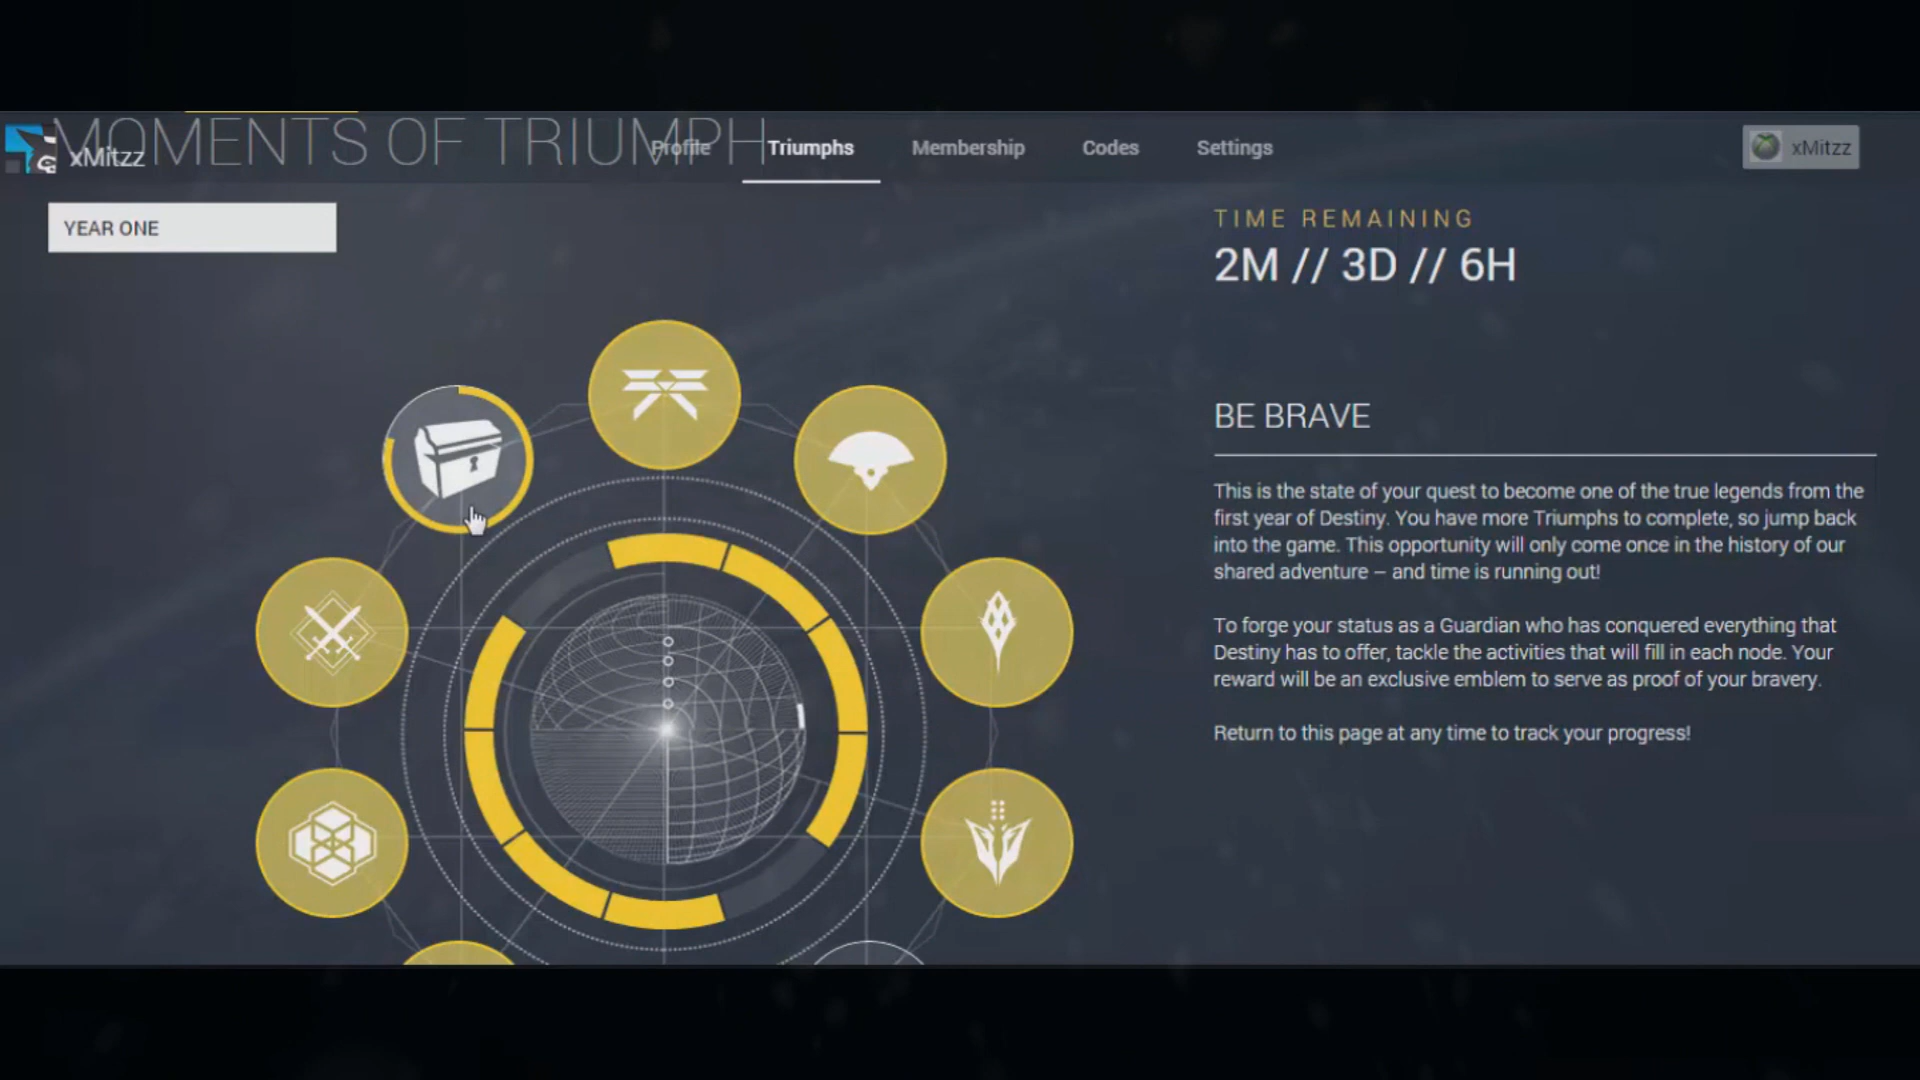 MOMENTS OF TRIUMPH
xMitzz
Profile
Triumphs
Membership
Codes
Settings
xMitzz
YEAR ONE
TIME REMAINING
2M // 3D // 6H
BE BRAVE
This is the state of your quest to become one of the true legends from the
first year of Destiny. You have more Triumphs to complete, so jump back
into the game. This opportunity will only come once in the history of our
shared adventure – and time is running out!
To forge your status as a Guardian who has conquered everything that
Destiny has to offer, tackle the activities that will fill in each node. Your
reward will be an exclusive emblem to serve as proof of your bravery.
Return to this page at any time to track your progress!